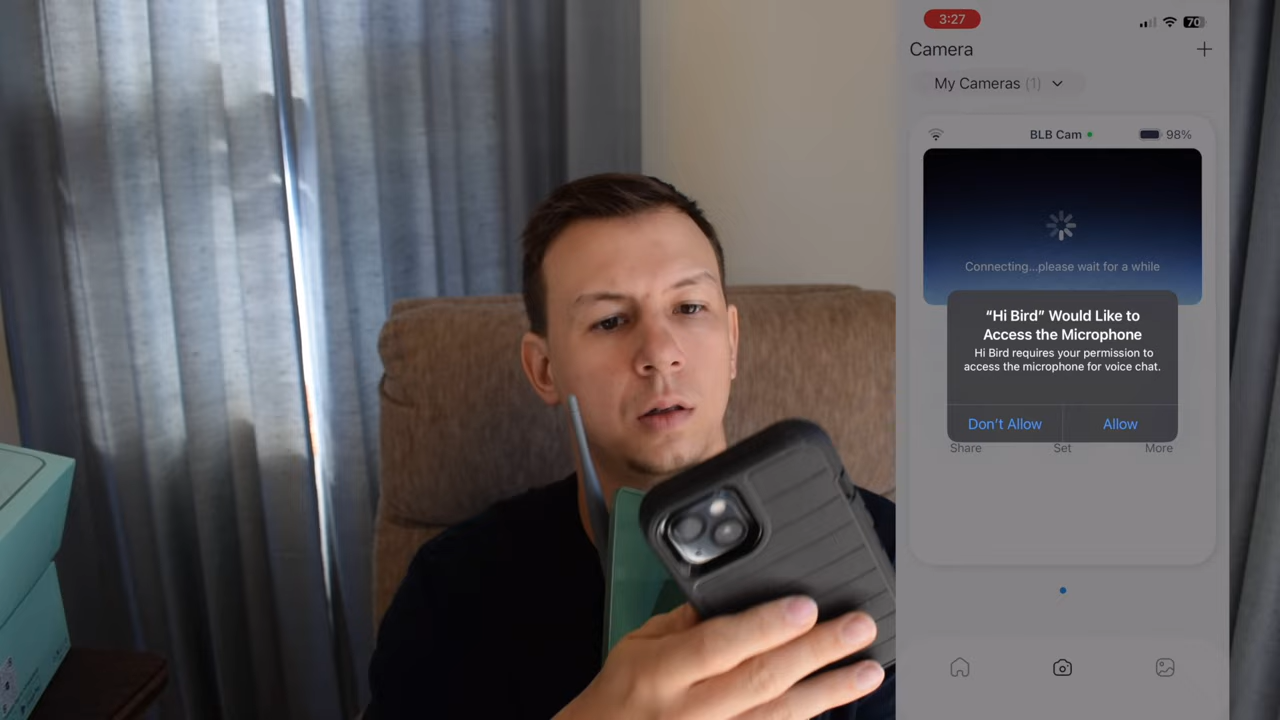 3:27
70
Camera
My Cameras (1)
BLB Cam
98%
Connecting...please wait for a while
“Hi Bird” Would Like to
Access the Microphone
Hi Bird requires your permission to
access the microphone for voice chat.
Don’t Allow
Allow
Share
Set
More